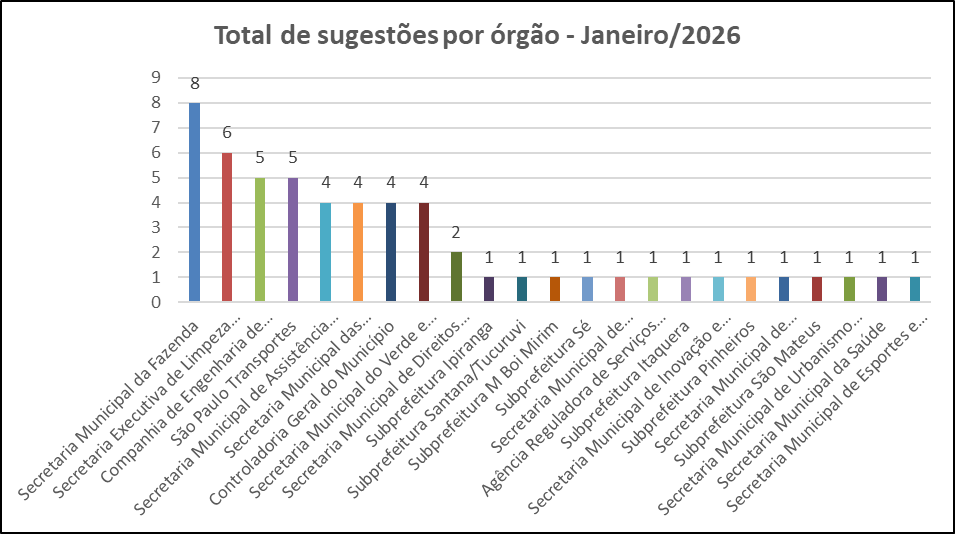 Total de sugestões por órgão - Janeiro/2026
9
8
7
6
5
4
3
2
1
0
8
6
5
5
4
4
4
4
2
1
1
1
1
1
1
1
1
1
1
1
1
1
1
Secretaria Municipal da Fazenda
Secretaria Executiva de Limpeza...
Companhia de Engenharia de...
São Paulo Transportes
Secretaria Municipal de Assistência...
Secretaria Municipal das...
Controladoria Geral do Município
Secretaria Municipal do Verde e...
Secretaria Municipal de Direitos...
Subprefeitura Ipiranga
Subprefeitura Santana/Tucuruvi
Subprefeitura M Boi Mirim
Subprefeitura Sé
Secretaria Municipal de...
Agência Reguladora de Serviços...
Subprefeitura Itaquera
Secretaria Municipal de Inovação e...
Subprefeitura Pinheiros
Secretaria Municipal de...
Subprefeitura São Mateus
Secretaria Municipal de Urbanismo...
Secretaria Municipal da Saúde
Secretaria Municipal de Esportes e...